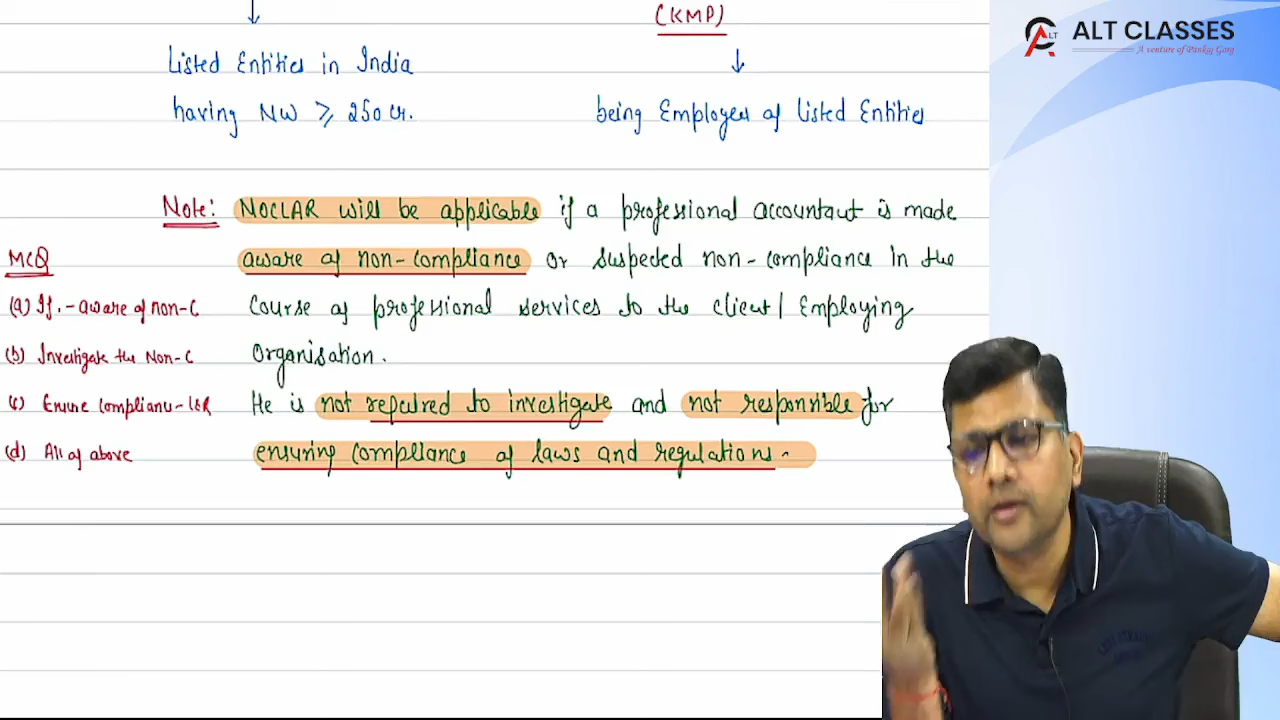 (KMP)
ALT CLASSES
A venture of Pankaj Garg
Listed Entities in India
having NW ≥ 250 cr.
being Employees of Listed Entities
Note: NOCLAR will be applicable if a professional accountant is made
aware of non-compliance or suspected non-compliance in the
course of professional services to the client/Employing
Organisation.
He is not required to investigate and not responsible for
ensuring compliance of laws and regulations.
MCQ
(a) If.-aware of non-C
(b) Investigate the Non-C
(c) Ensure compliance-L&R
(d) All of above